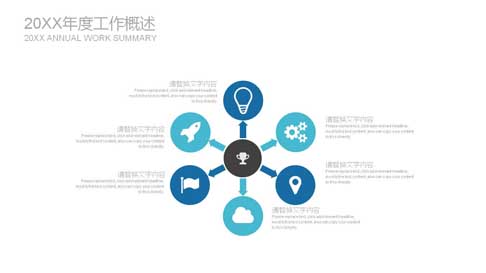 20XX年度工作概述
20XX ANNUAL WORK SUMMARY
请替换文字内容
Please replace text, click add relevant headline,
modify the text content, also can copy your content
to this directly.
请替换文字内容
Please replace text, click add relevant headline,
modify the text content, also can copy your content
to this directly.
请替换文字内容
Please replace text, click add relevant headline,
modify the text content, also can copy your content
to this directly.
请替换文字内容
Please replace text, click add relevant headline,
modify the text content, also can copy your content
to this directly.
请替换文字内容
Please replace text, click add relevant headline,
modify the text content, also can copy your content
to this directly.
请替换文字内容
Please replace text, click add relevant headline,
modify the text content, also can copy your content
to this directly.